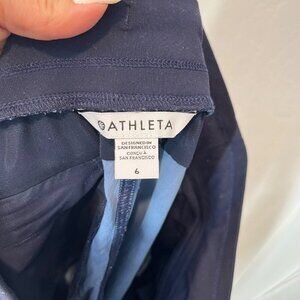 ATHLETA
DESIGNED IN
SAN FRANCISCO
CONÇU À
SAN FRANCISCO
6